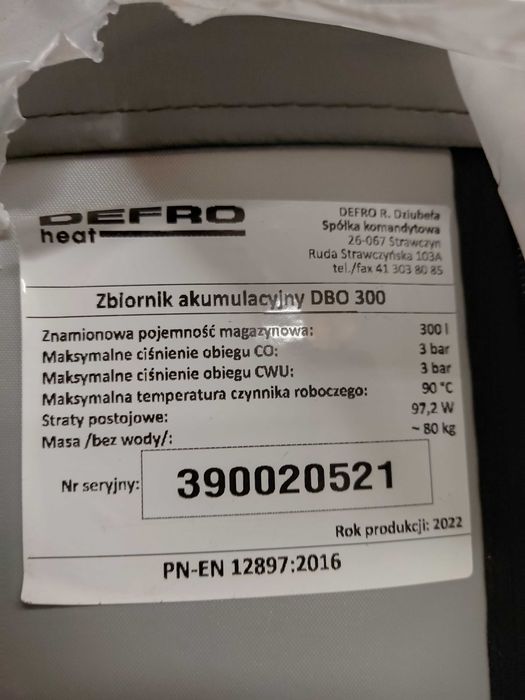 DEFRO
heat
DEFRO R. Dziubeła
Spółka komandytowa
26-067 Strawczyn
Ruda Strawczyńska 103A
tel./fax 41 303 80 85
Zbiornik akumulacyjny DBO 300
Znamionowa pojemność magazynowa: 300 l
Maksymalne ciśnienie obiegu CO: 3 bar
Maksymalne ciśnienie obiegu CWU: 3 bar
Maksymalna temperatura czynnika roboczego: 90 °C
Straty postojowe: 97,2 W
Masa /bez wody/: ~ 80 kg
Nr seryjny: 390020521
Rok produkcji: 2022
PN-EN 12897:2016